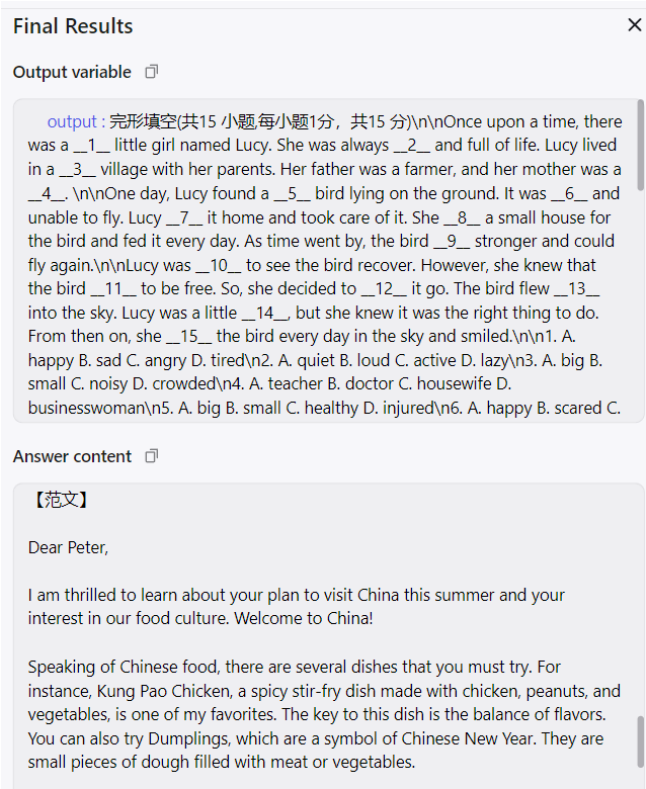 Final Results
Output variable
output : 完形填空(共15 小题,每小题1分，共15 分)\n\nOnce upon a time, there
was a __1__ little girl named Lucy. She was always __2__ and full of life. Lucy lived
in a __3__ village with her parents. Her father was a farmer, and her mother was a
__4__. \n\nOne day, Lucy found a __5__ bird lying on the ground. It was __6__ and
unable to fly. Lucy __7__ it home and took care of it. She __8__ a small house for
the bird and fed it every day. As time went by, the bird __9__ stronger and could
fly again.\n\nLucy was __10__ to see the bird recover. However, she knew that
the bird __11__ to be free. So, she decided to __12__ it go. The bird flew __13__
into the sky. Lucy was a little __14__, but she knew it was the right thing to do.
From then on, she __15__ the bird every day in the sky and smiled.\n\n1. A.
happy B. sad C. angry D. tired\n2. A. quiet B. loud C. active D. lazy\n3. A. big B.
small C. noisy D. crowded\n4. A. teacher B. doctor C. housewife D.
businesswoman\n5. A. big B. small C. healthy D. injured\n6. A. happy B. scared C.
Answer content
【范文】
Dear Peter,
I am thrilled to learn about your plan to visit China this summer and your
interest in our food culture. Welcome to China!
Speaking of Chinese food, there are several dishes that you must try. For
instance, Kung Pao Chicken, a spicy stir-fry dish made with chicken, peanuts, and
vegetables, is one of my favorites. The key to this dish is the balance of flavors.
You can also try Dumplings, which are a symbol of Chinese New Year. They are
small pieces of dough filled with meat or vegetables.